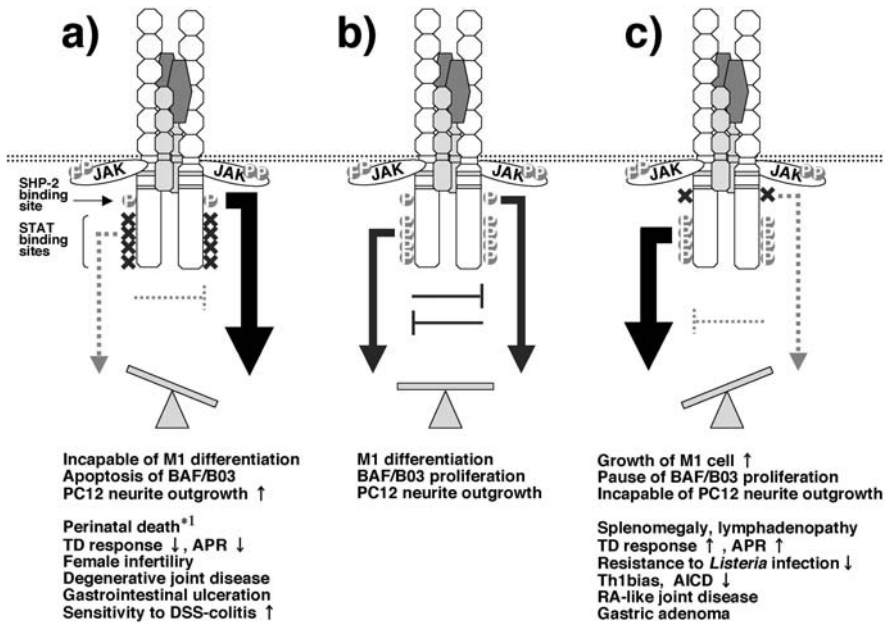 a)
b)
c)
P P JAK JAK P P
P P JAK JAK P P
P P JAK JAK P P
SHP-2
binding
site
P P
P P
STAT
binding
sites
P P
P P
P P
P P
P P
P P
P P
P P
Incapable of M1 differentiation
Apoptosis of BAF/B03
PC12 neurite outgrowth ↑
Perinatal death*1
TD response ↓, APR ↓
Female infertiliry
Degenerative joint disease
Gastrointestinal ulceration
Sensitivity to DSS-colitis ↑
M1 differentiation
BAF/B03 proliferation
PC12 neurite outgrowth
Growth of M1 cell ↑
Pause of BAF/B03 proliferation
Incapable of PC12 neurite outgrowth
Splenomegaly, lymphadenopathy
TD response ↑ , APR ↑
Resistance to Listeria infection ↓
Th1bias, AICD ↓
RA-like joint disease
Gastric adenoma